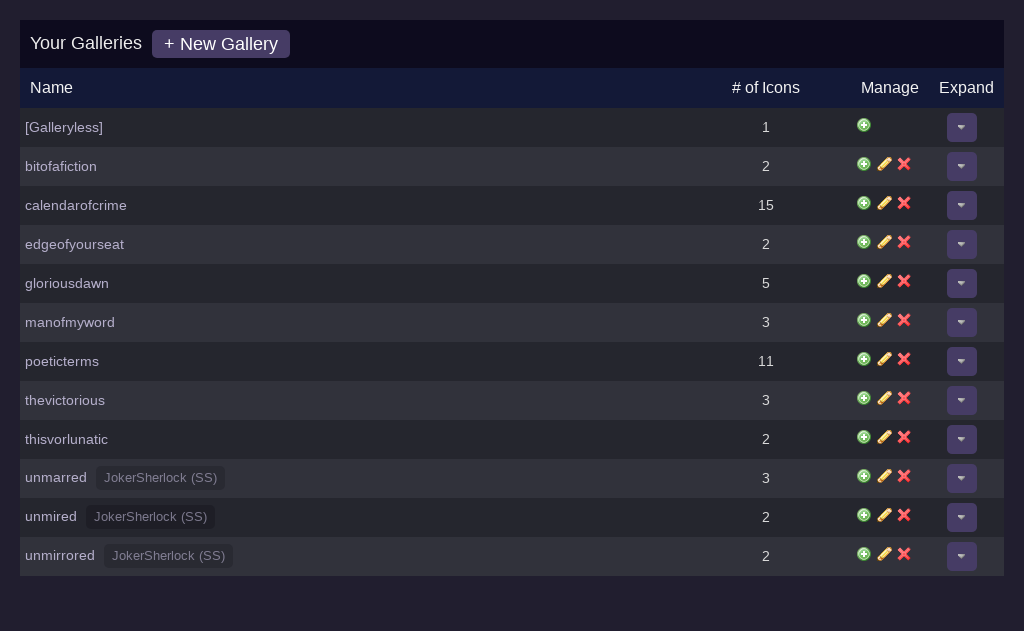 Your Galleries + New Gallery
Name # of Icons Manage Expand
[Galleryless] 1
bitofafiction 2
calendarofcrime 15
edgeofyourseat 2
gloriousdawn 5
manofmyword 3
poeticterms 11
thevictorious 3
thisvorlunatic 2
unmarred JokerSherlock (SS) 3
unmired JokerSherlock (SS) 2
unmirrored JokerSherlock (SS) 2